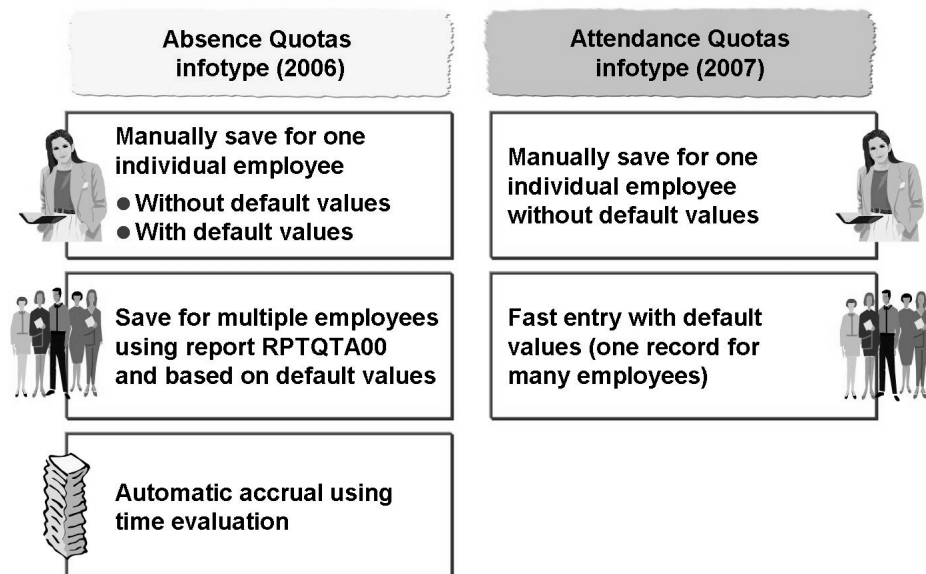 Absence Quotas
infotype (2006)
Attendance Quotas
infotype (2007)
Manually save for one
individual employee
● Without default values
● With default values
Manually save for one
individual employee
without default values
Save for multiple employees
using report RPTQTA00
and based on default values
Fast entry with default
values (one record for
many employees)
Automatic accrual using
time evaluation